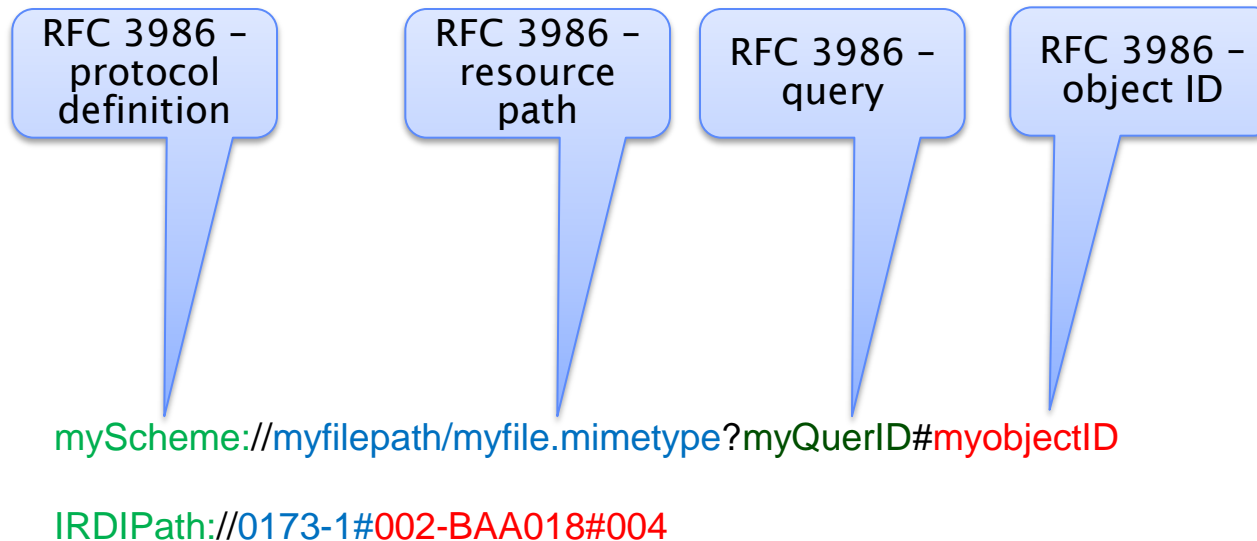 RFC 3986 –
protocol
definition
RFC 3986 –
resource
path
RFC 3986 –
query
RFC 3986 –
object ID
myScheme://myfilepath/myfile.mimetype?myQuerID#myobjectID
IRDIPath://0173-1#002-BAA018#004